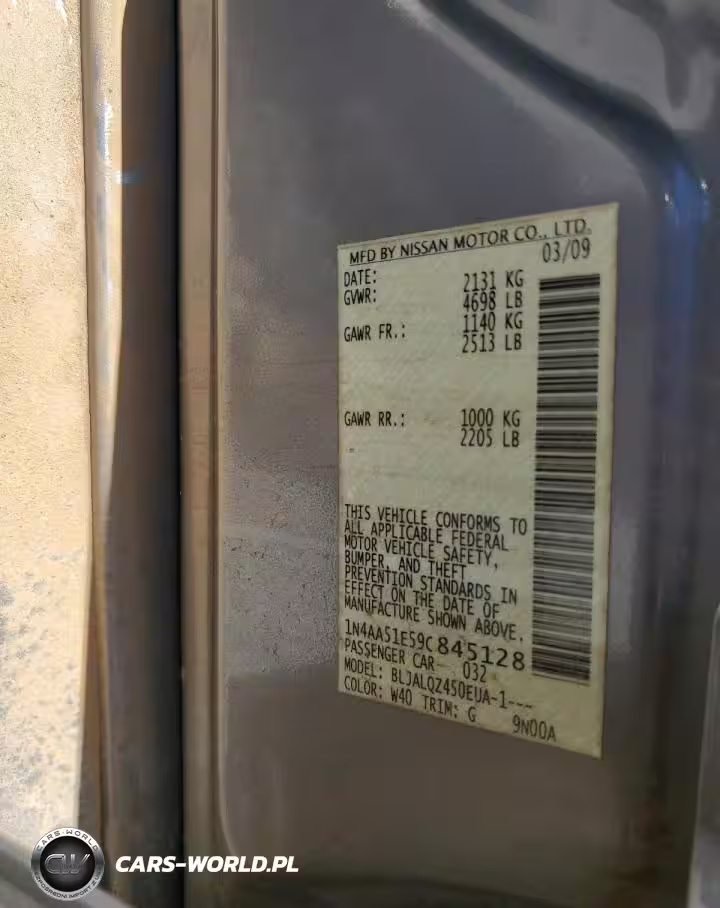 MFD BY NISSAN MOTOR CO., LTD.
DATE: 03/09
GVWR: 2131 KG
4698 LB
GAWR FR.: 1140 KG
2513 LB
GAWR RR.: 1000 KG
2205 LB
THIS VEHICLE CONFORMS TO
ALL APPLICABLE FEDERAL
MOTOR VEHICLE SAFETY,
BUMPER, AND THEFT
PREVENTION STANDARDS IN
EFFECT ON THE DATE OF
MANUFACTURE SHOWN ABOVE.
1N4AA51E59C845128
PASSENGER CAR 032
MODEL: BLJALQZ450EUA-1---
COLOR: W40 TRIM: G 9N00A
CARS-WORLD
CW
CARS-WORLD.PL